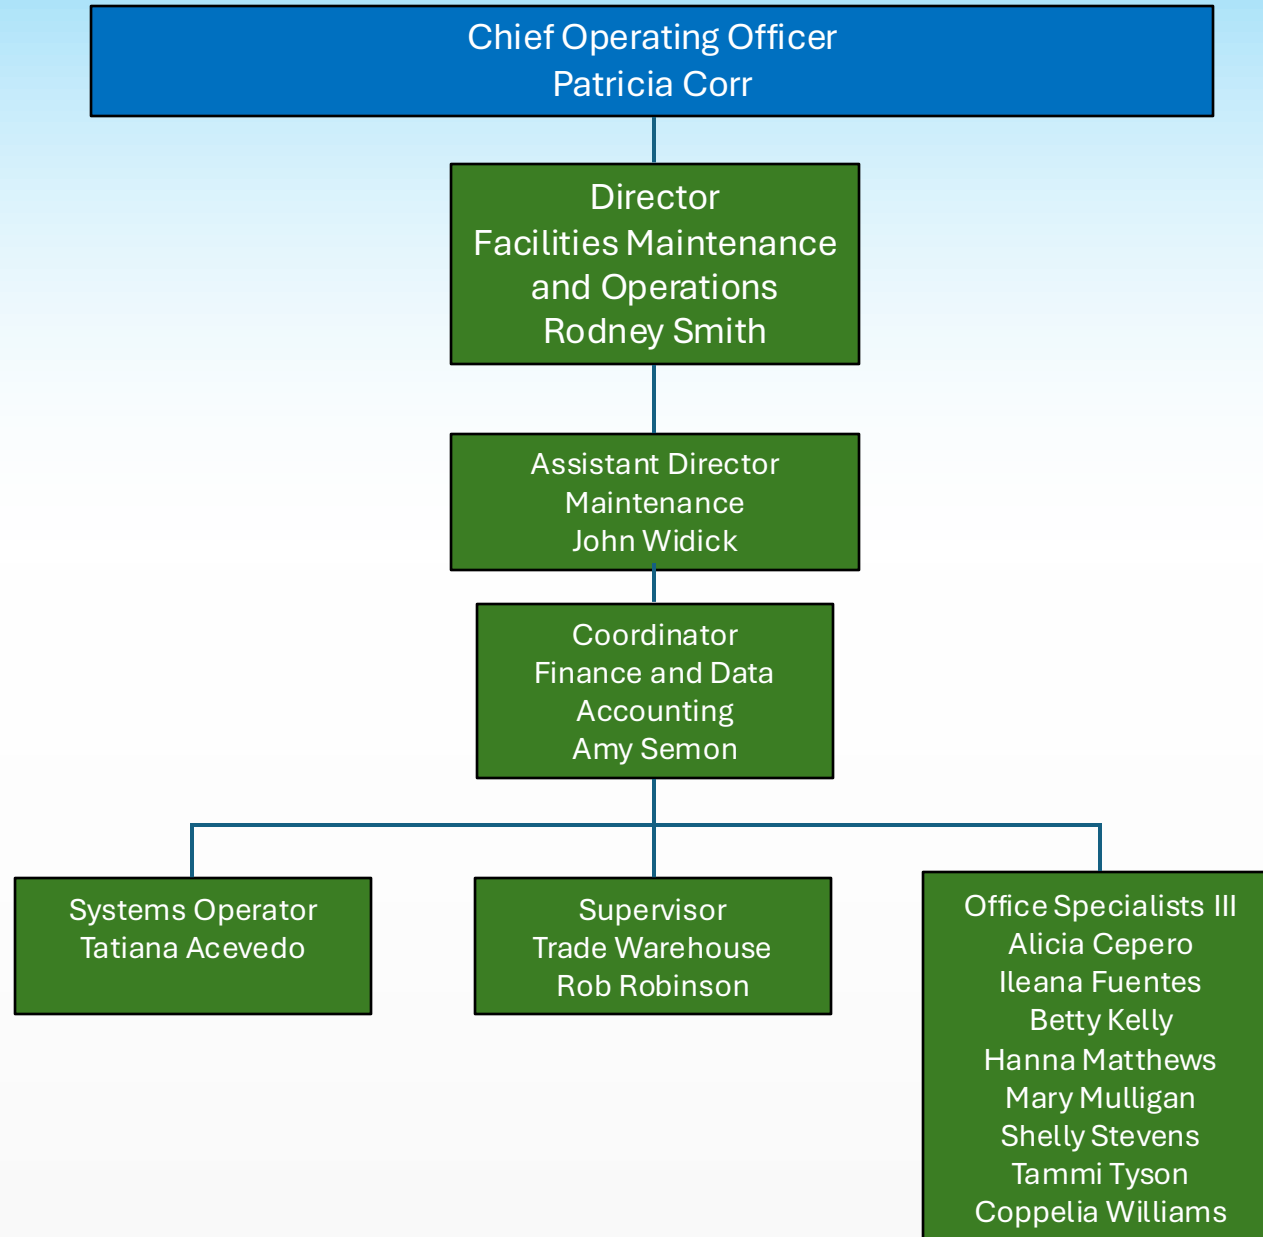 Chief Operating Officer
Patricia Corr
Director
Facilities Maintenance
and Operations
Rodney Smith
Assistant Director
Maintenance
John Widick
Coordinator
Finance and Data
Accounting
Amy Semon
Systems Operator
Tatiana Acevedo
Supervisor
Trade Warehouse
Rob Robinson
Office Specialists III
Alicia Cepero
Ileana Fuentes
Betty Kelly
Hanna Matthews
Mary Mulligan
Shelly Stevens
Tammi Tyson
Coppelia Williams